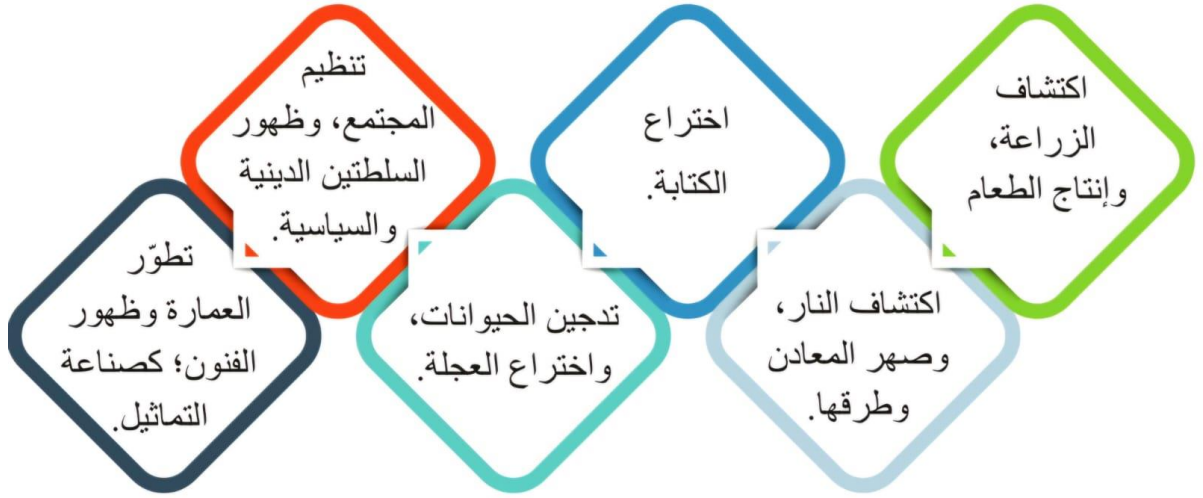 اكتشاف
الزراعة،
وإنتاج الطعام
اكتشاف النار،
وصهر المعادن
وطرقها.
اختراع
الكتابة.
تدجين الحيوانات،
واختراع العجلة.
تنظيم
المجتمع، وظهور
السلطتين الدينية
والسياسية.
تطوّر
العمارة وظهور
الفنون؛ كصناعة
التماثيل.